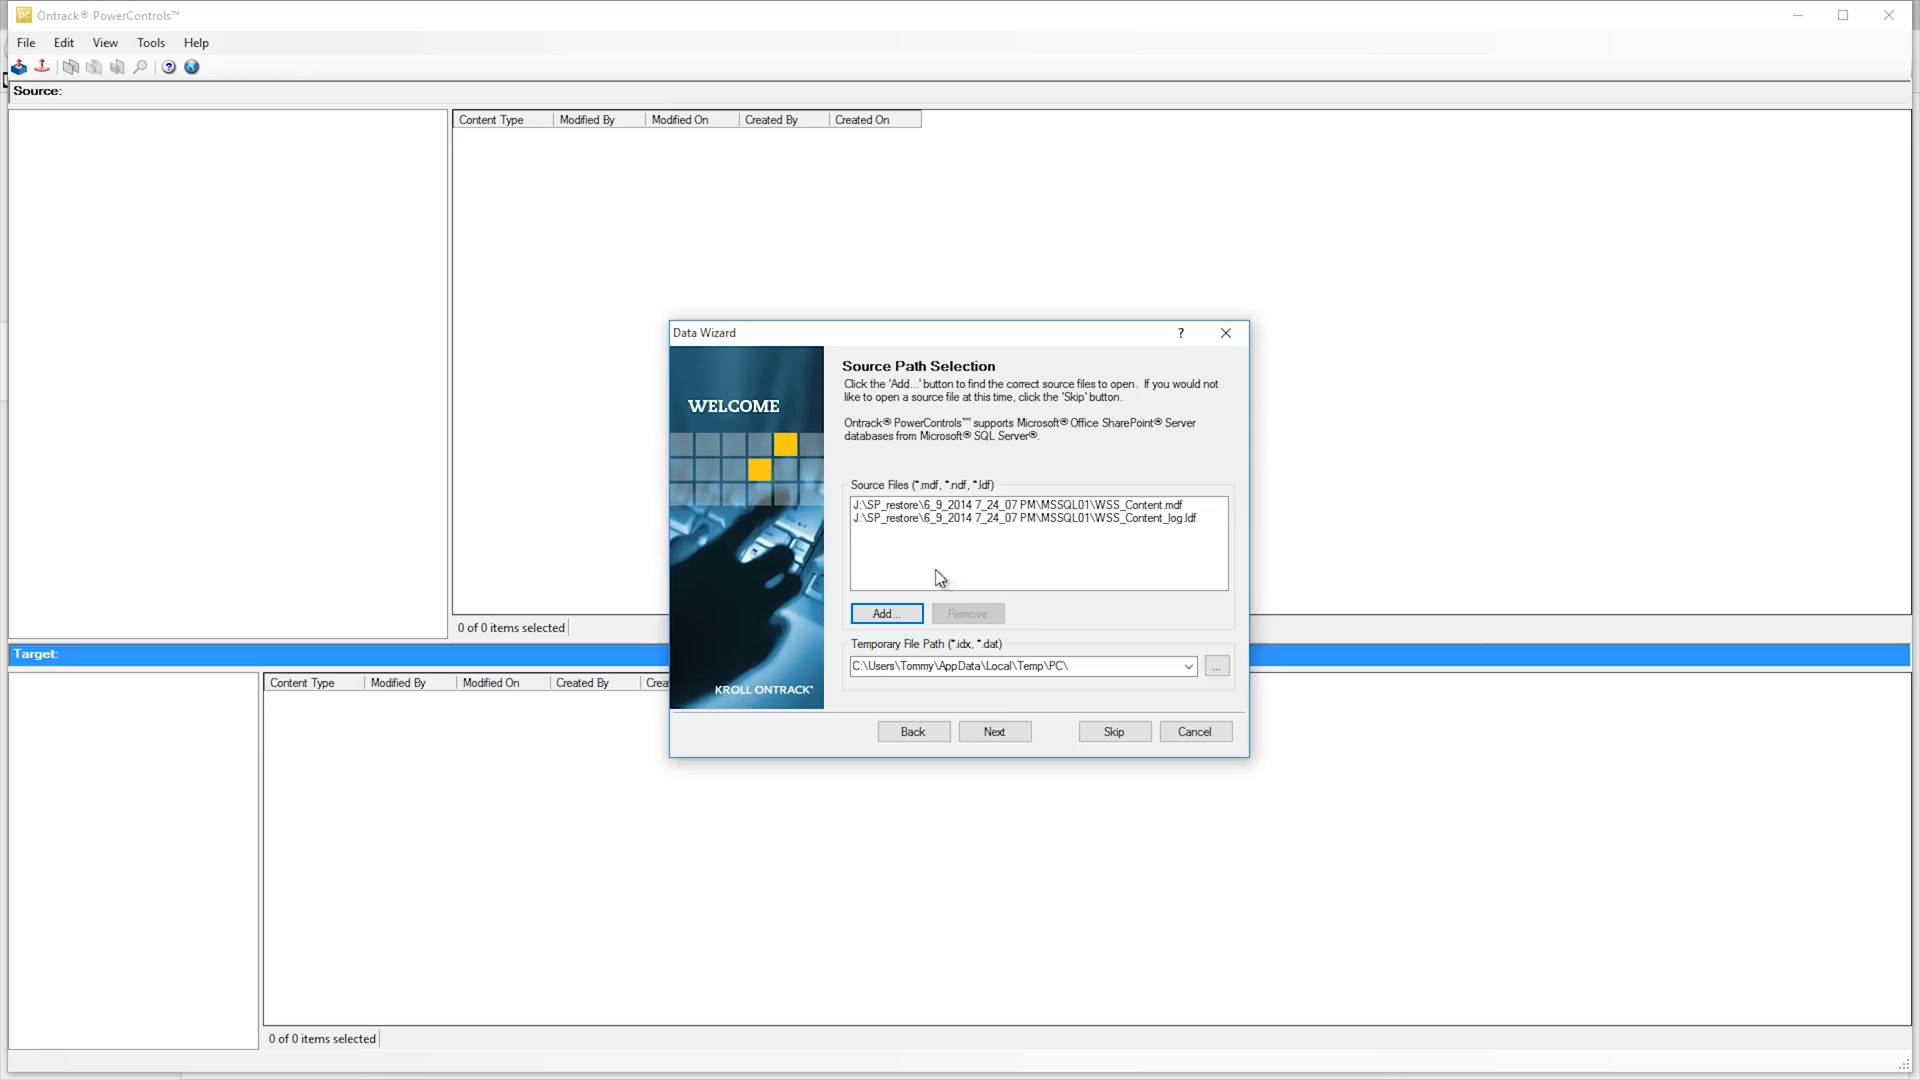 Ontrack® PowerControls™
File Edit View Tools Help
Source:
Content Type Modified By Modified On Created By Created On
0 of 0 items selected
Data Wizard
?
WELCOME
KROLL ONTRACK®
Source Path Selection
Click the 'Add...' button to find the correct source files to open. If you would not
like to open a source file at this time, click the 'Skip' button.
Ontrack® PowerControls™ supports Microsoft® Office SharePoint® Server
databases from Microsoft® SQL Server®.
Source Files (*.mdf, *.ndf, *.ldf)
J:\SP_restore\6_9_2014 7_24_07 PM\MSSQL01\WSS_Content.mdf
J:\SP_restore\6_9_2014 7_24_07 PM\MSSQL01\WSS_Content_log.ldf
Add... Remove
Temporary File Path (*.idx, *.dat)
C:\Users\Tommy\AppData\Local\Temp\PC\ ...
Back Next Skip Cancel
Target:
Content Type Modified By Modified On Created By Crea
0 of 0 items selected